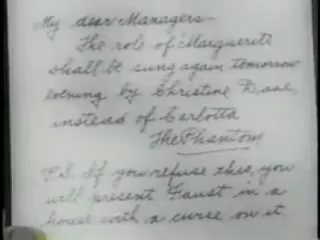 My dear Managers—
The role of Marguerite
shall be sung again tomorrow
evening by Christine Daae,
instead of Carlotta
The Phantom
P.S. If you refuse this, you
will present Faust in a
house with a curse on it.